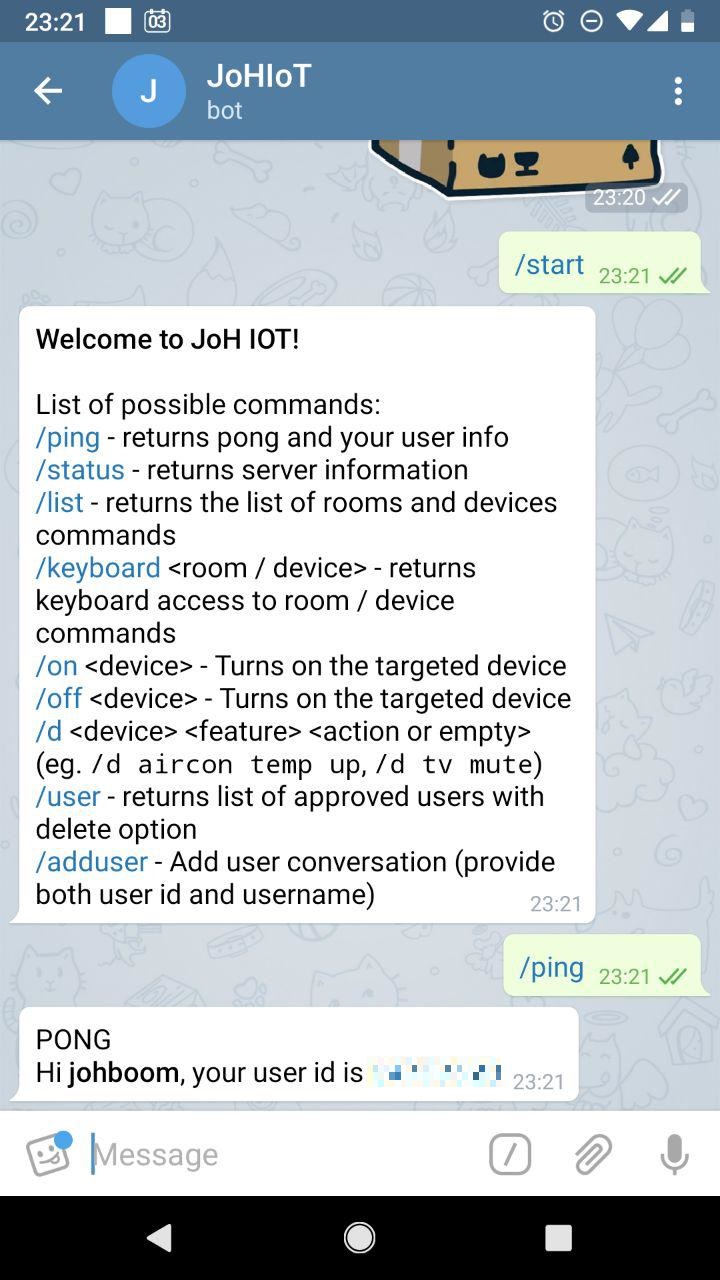 23:21
03
J
JoHIoT
bot
23:20
/start 23:21
Welcome to JoH IOT!
List of possible commands:
/ping - returns pong and your user info
/status - returns server information
/list - returns the list of rooms and devices
commands
/keyboard <room / device> - returns
keyboard access to room / device
commands
/on <device> - Turns on the targeted device
/off <device> - Turns on the targeted device
/d <device> <feature> <action or empty>
(eg. /d aircon temp up, /d tv mute)
/user - returns list of approved users with
delete option
/adduser - Add user conversation (provide
both user id and username)
23:21
/ping 23:21
PONG
Hi johboom, your user id is
23:21
Message